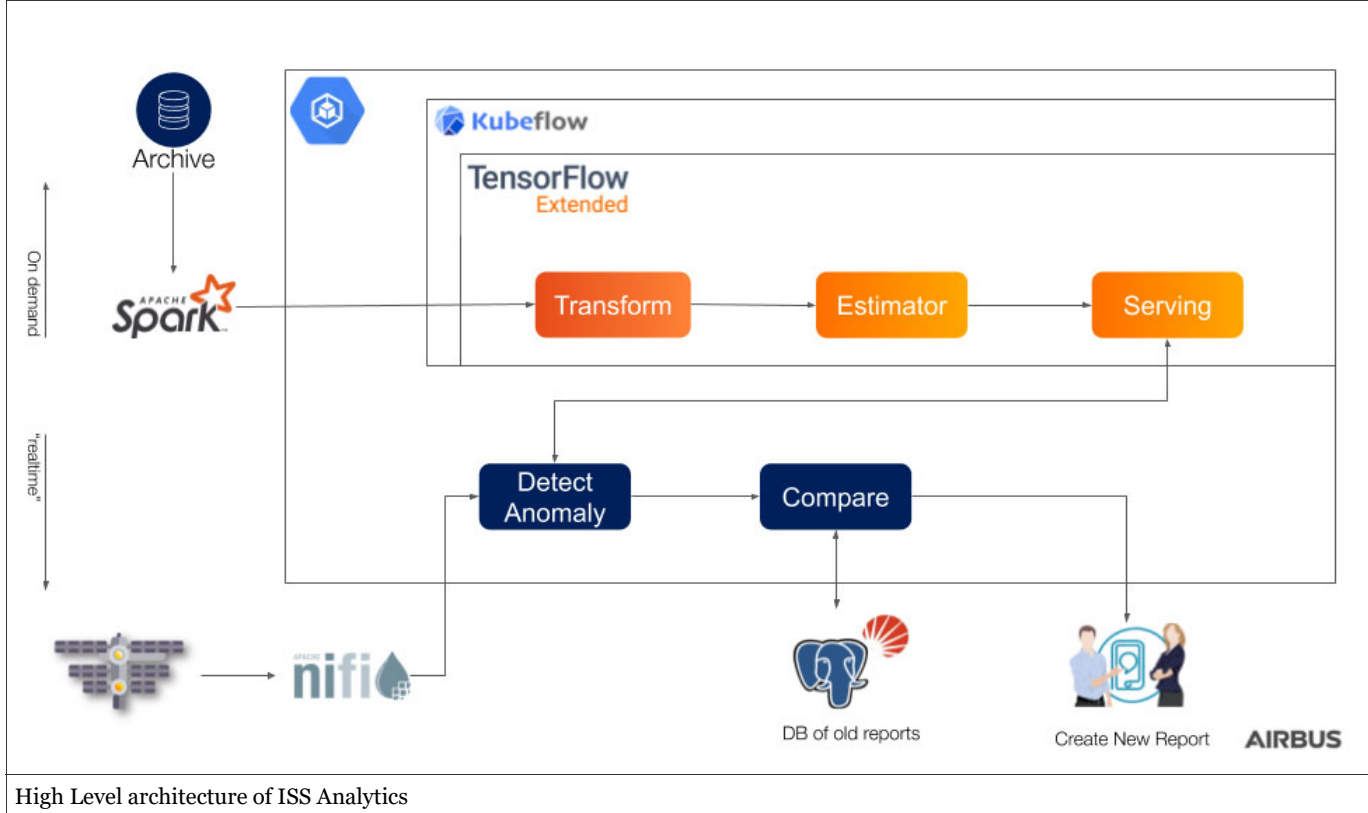 Archive
Kubeflow
TensorFlow
Extended
On demand
APACHE
Spark
Transform
Estimator
Serving
"realtime"
Detect
Anomaly
Compare
APACHE
nifi
DB of old reports
Create New Report
AIRBUS
High Level architecture of ISS Analytics